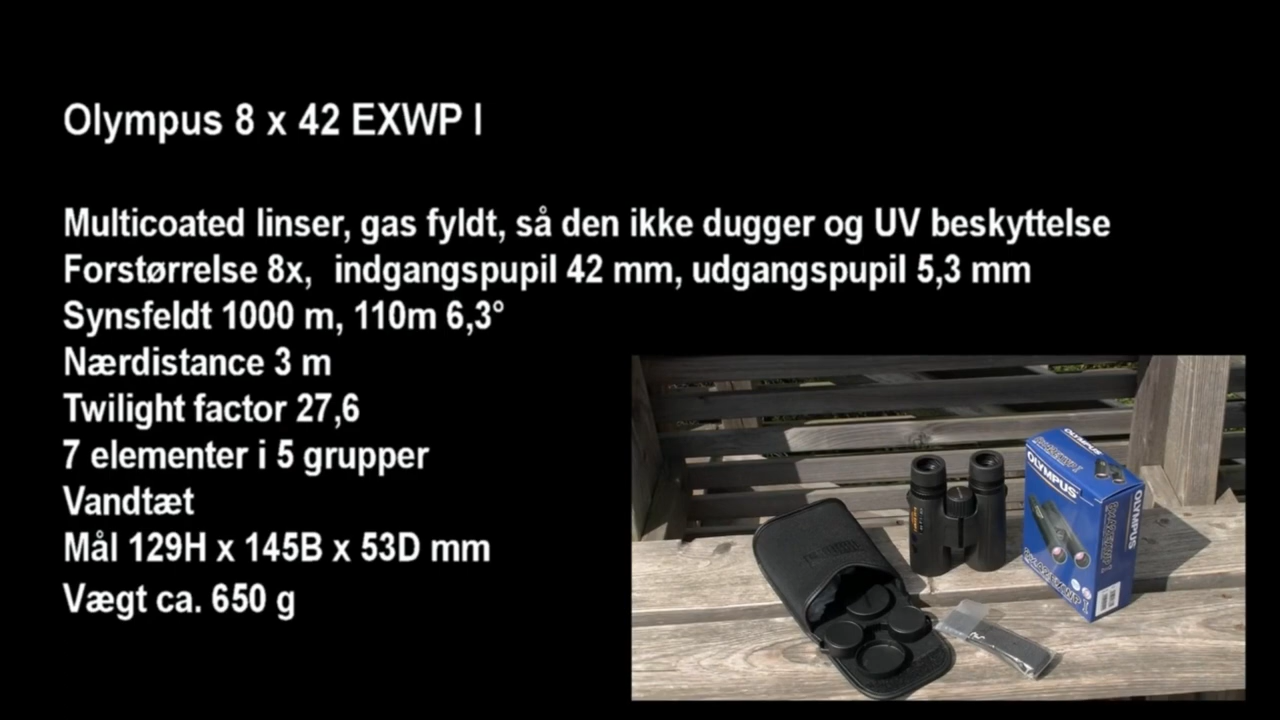 Olympus 8 x 42 EXWP I
Multicoated linser, gas fyldt, så den ikke dugger og UV beskyttelse
Forstørrelse 8x, indgangspupil 42 mm, udgangspupil 5,3 mm
Synsfeldt 1000 m, 110m 6,3°
Nærdistance 3 m
Twilight factor 27,6
7 elementer i 5 grupper
Vandtæt
Mål 129H x 145B x 53D mm
Vægt ca. 650 g
OLYMPUS
OLYMPUS
OLYMPUS